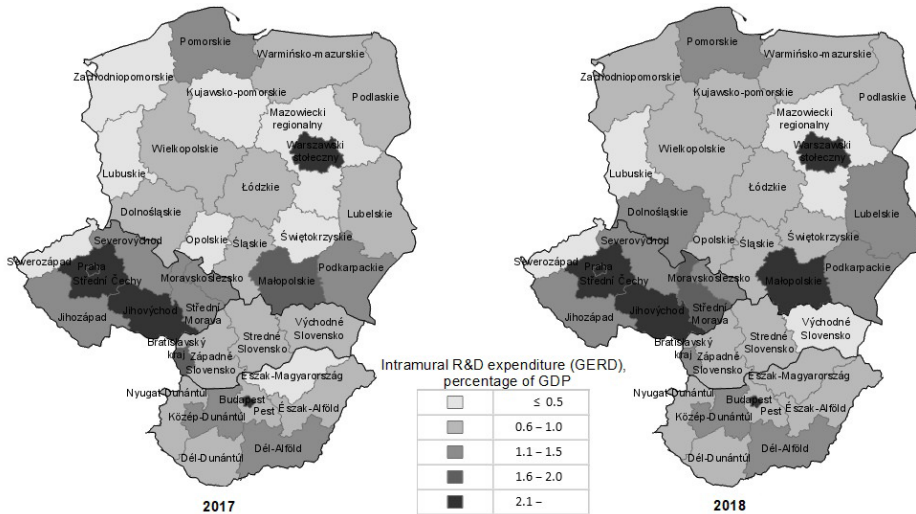 Pomorskie
Warmińsko-mazurskie
Zachodniopomorskie
Kujawsko-pomorskie
Podlaskie
Mazowiecki
regionalny
Warszawski
stołeczny
Wielkopolskie
Lubuskie
Łódzkie
Dolnośląskie
Lubelskie
Severovýchod
Opolskie
Śląskie
Świętokrzyskie
Severozápad
Praha
Střední Čechy
Moravskoslezsko
Małopolskie
Podkarpackie
Jihozápad
Jihovýchod
Střední
Morava
Bratislavský
kraj
Západné
Slovensko
Stredné
Slovensko
Východné
Slovensko
Észak-Magyarország
Nyugat-Dunántúl
Budapest
Pest
Közép-Dunántúl
Észak-Alföld
Dél-Dunántúl
Dél-Alföld
2017
Intramural R&D expenditure (GERD),
percentage of GDP
≤ 0.5
0.6 – 1.0
1.1 – 1.5
1.6 – 2.0
2.1 –
Pomorskie
Warmińsko-mazurskie
Zachodniopomorskie
Kujawsko-pomorskie
Podlaskie
Mazowiecki
regionalny
Warszawski
stołeczny
Wielkopolskie
Lubuskie
Łódzkie
Dolnośląskie
Lubelskie
Severovýchod
Opolskie
Śląskie
Świętokrzyskie
Severozápad
Praha
Střední Čechy
Moravskoslezsko
Małopolskie
Podkarpackie
Jihozápad
Jihovýchod
Střední
Morava
Bratislavský
kraj
Západné
Slovensko
Stredné
Slovensko
Východné
Slovensko
Észak-Magyarország
Nyugat-Dunántúl
Budapest
Pest
Közép-Dunántúl
Észak-Alföld
Dél-Dunántúl
Dél-Alföld
2018